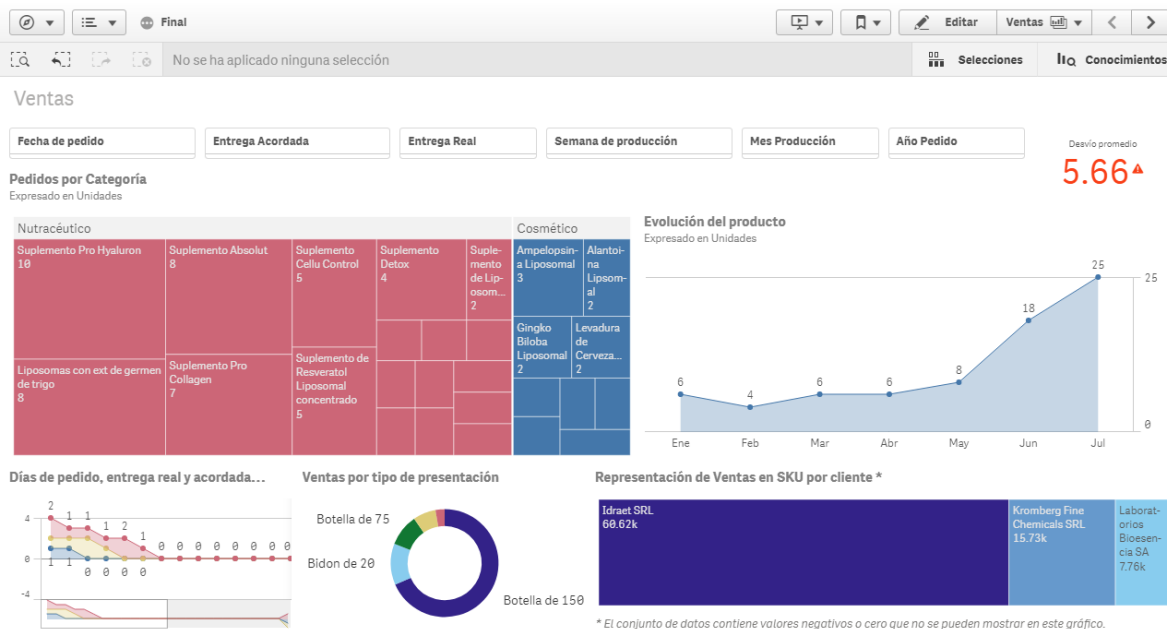 Final
Editar
Ventas
No se ha aplicado ninguna selección
Selecciones
Conocimientos
Ventas
Fecha de pedido
Entrega Acordada
Entrega Real
Semana de producción
Mes Producción
Año Pedido
Desvío promedio
5.66
Pedidos por Categoría
Expresado en Unidades
Nutracéutico
Suplemento Pro Hyaluron
10
Liposomas con ext de germen
de trigo
8
Suplemento Absolut
8
Suplemento Pro
Collagen
7
Suplemento
Cellu Control
5
Suplemento de
Resveratol
Liposomal
concentrado
5
Suplemento
Detox
4
Suple-
mento
de Lip-
osom...
2
Cosmético
Ampelopsin-
a Liposomal
3
Alantoi-
na
Lipsom-
al
2
Gingko
Biloba
Liposomal
2
Levadura
de
Cerveza...
2
Evolución del producto
Expresado en Unidades
6
4
6
6
8
18
25
25
0
Ene
Feb
Mar
Abr
May
Jun
Jul
Días de pedido, entrega real y acordada...
4
0
-4
2
1
1
1
2
1
0 0 0 0 0 0 0
1 1
0 0 0 0
Ventas por tipo de presentación
Botella de 75
Bidon de 20
Botella de 150
Representación de Ventas en SKU por cliente *
Idraet SRL
60.62k
Kromberg Fine
Chemicals SRL
15.73k
Laborat-
orios
Bioesen-
cia SA
7.76k
* El conjunto de datos contiene valores negativos o cero que no se pueden mostrar en este gráfico.